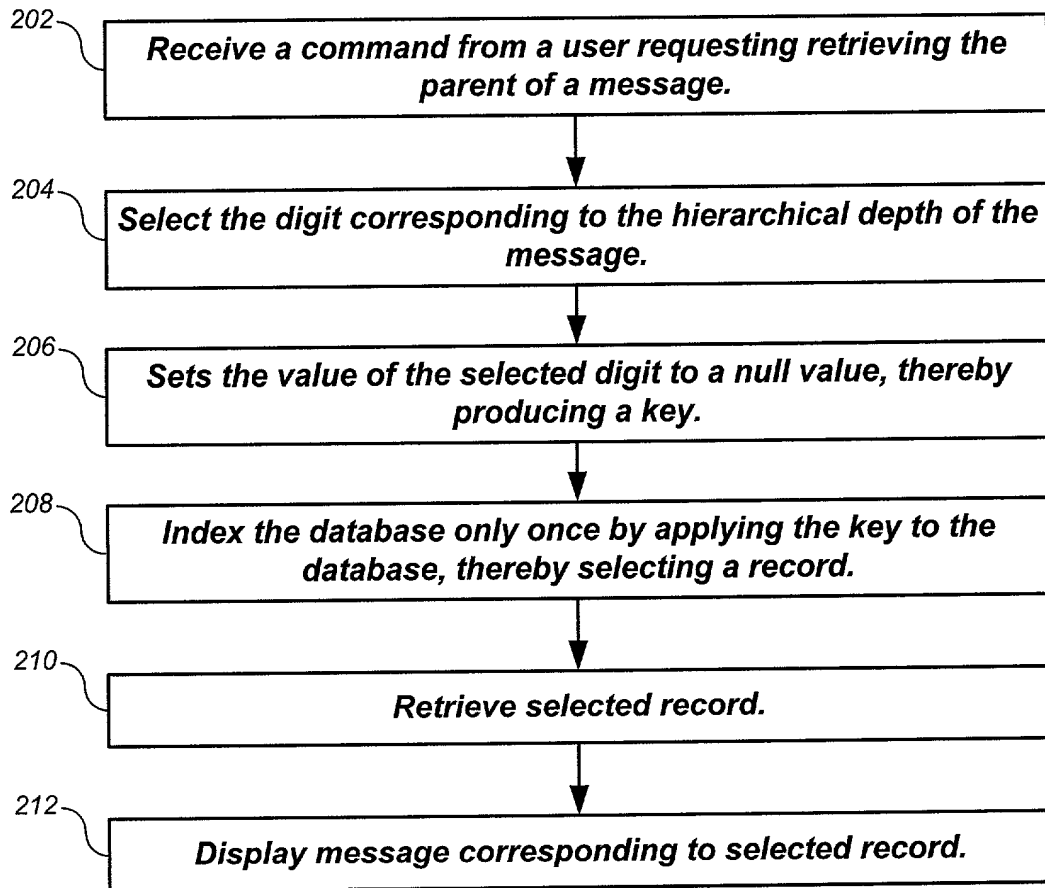 202
Receive a command from a user requesting retrieving the
parent of a message.
204
Select the digit corresponding to the hierarchical depth of the
message.
206
Sets the value of the selected digit to a null value, thereby
producing a key.
208
Index the database only once by applying the key to the
database, thereby selecting a record.
210
Retrieve selected record.
212
Display message corresponding to selected record.